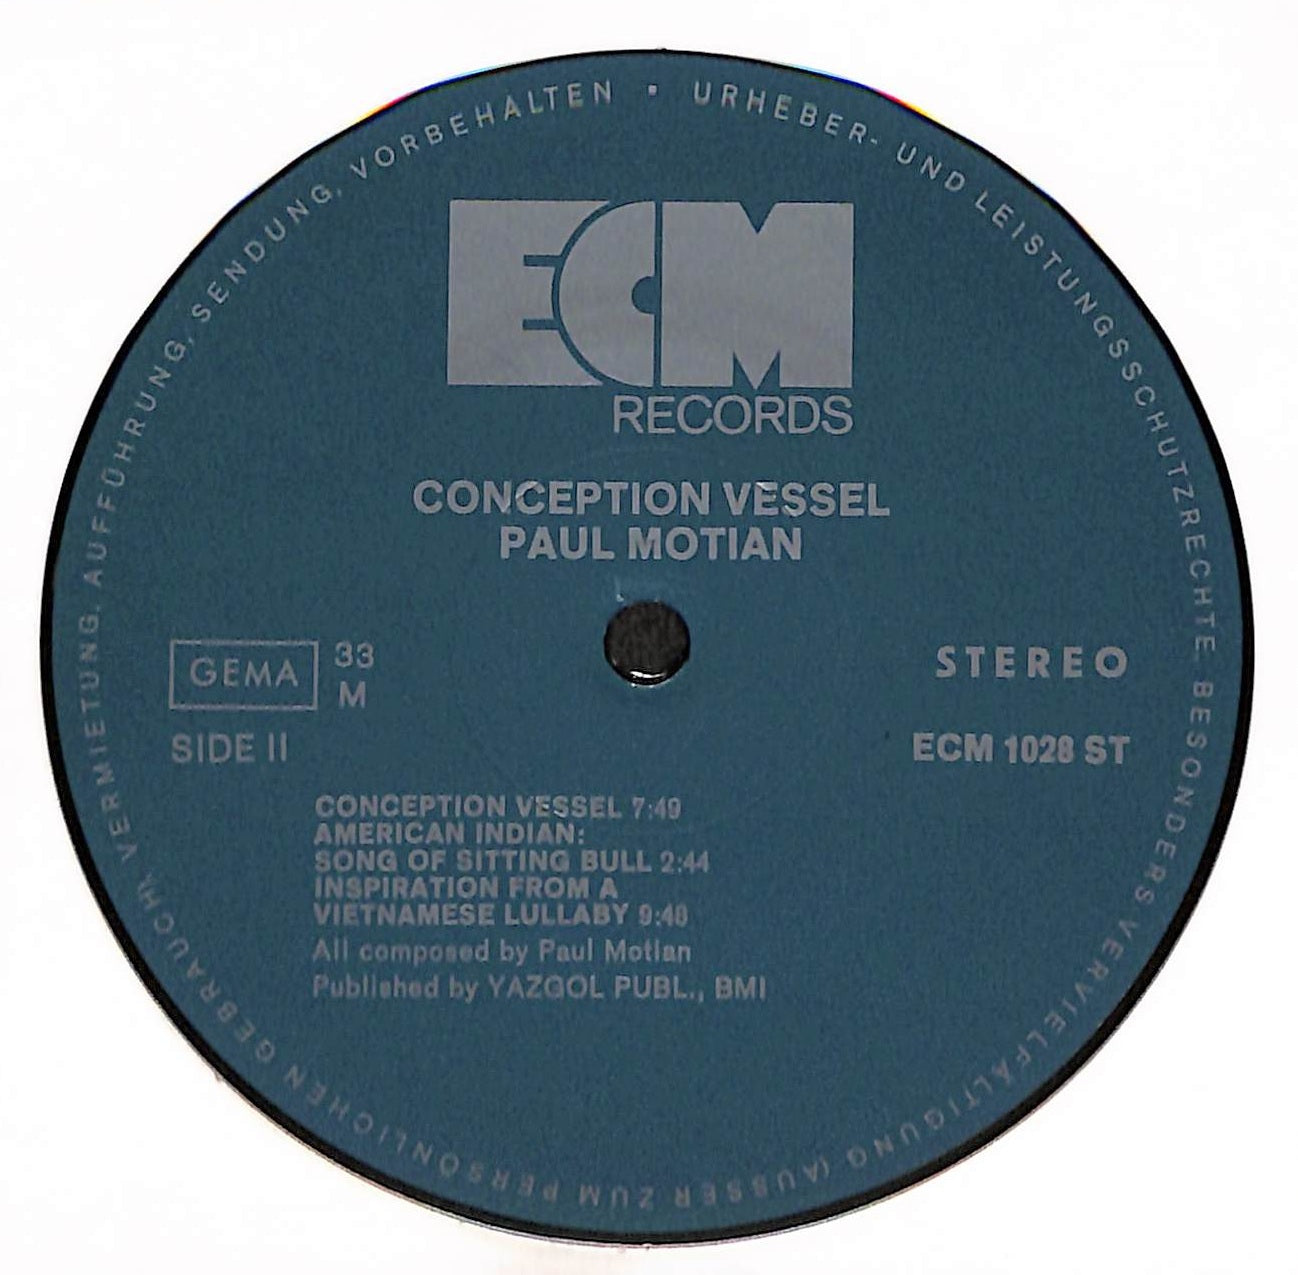 URHEBER- UND LEISTUNGSSCHUTZRECHTE. BESONDERS VERVIELFÄLTIGUNG (AUSSER ZUM PERSÖNLICHEN GEBRAUCH), VERMIETUNG, AUFFÜHRUNG, SENDUNG, VORBEHALTEN •
ECM
RECORDS
CONCEPTION VESSEL
PAUL MOTIAN
GEMA 33
M
STEREO
SIDE II
ECM 1028 ST
CONCEPTION VESSEL 7:49
AMERICAN INDIAN:
SONG OF SITTING BULL 2:44
INSPIRATION FROM A
VIETNAMESE LULLABY 9:48
All composed by Paul Motian
Published by YAZGOL PUBL., BMI